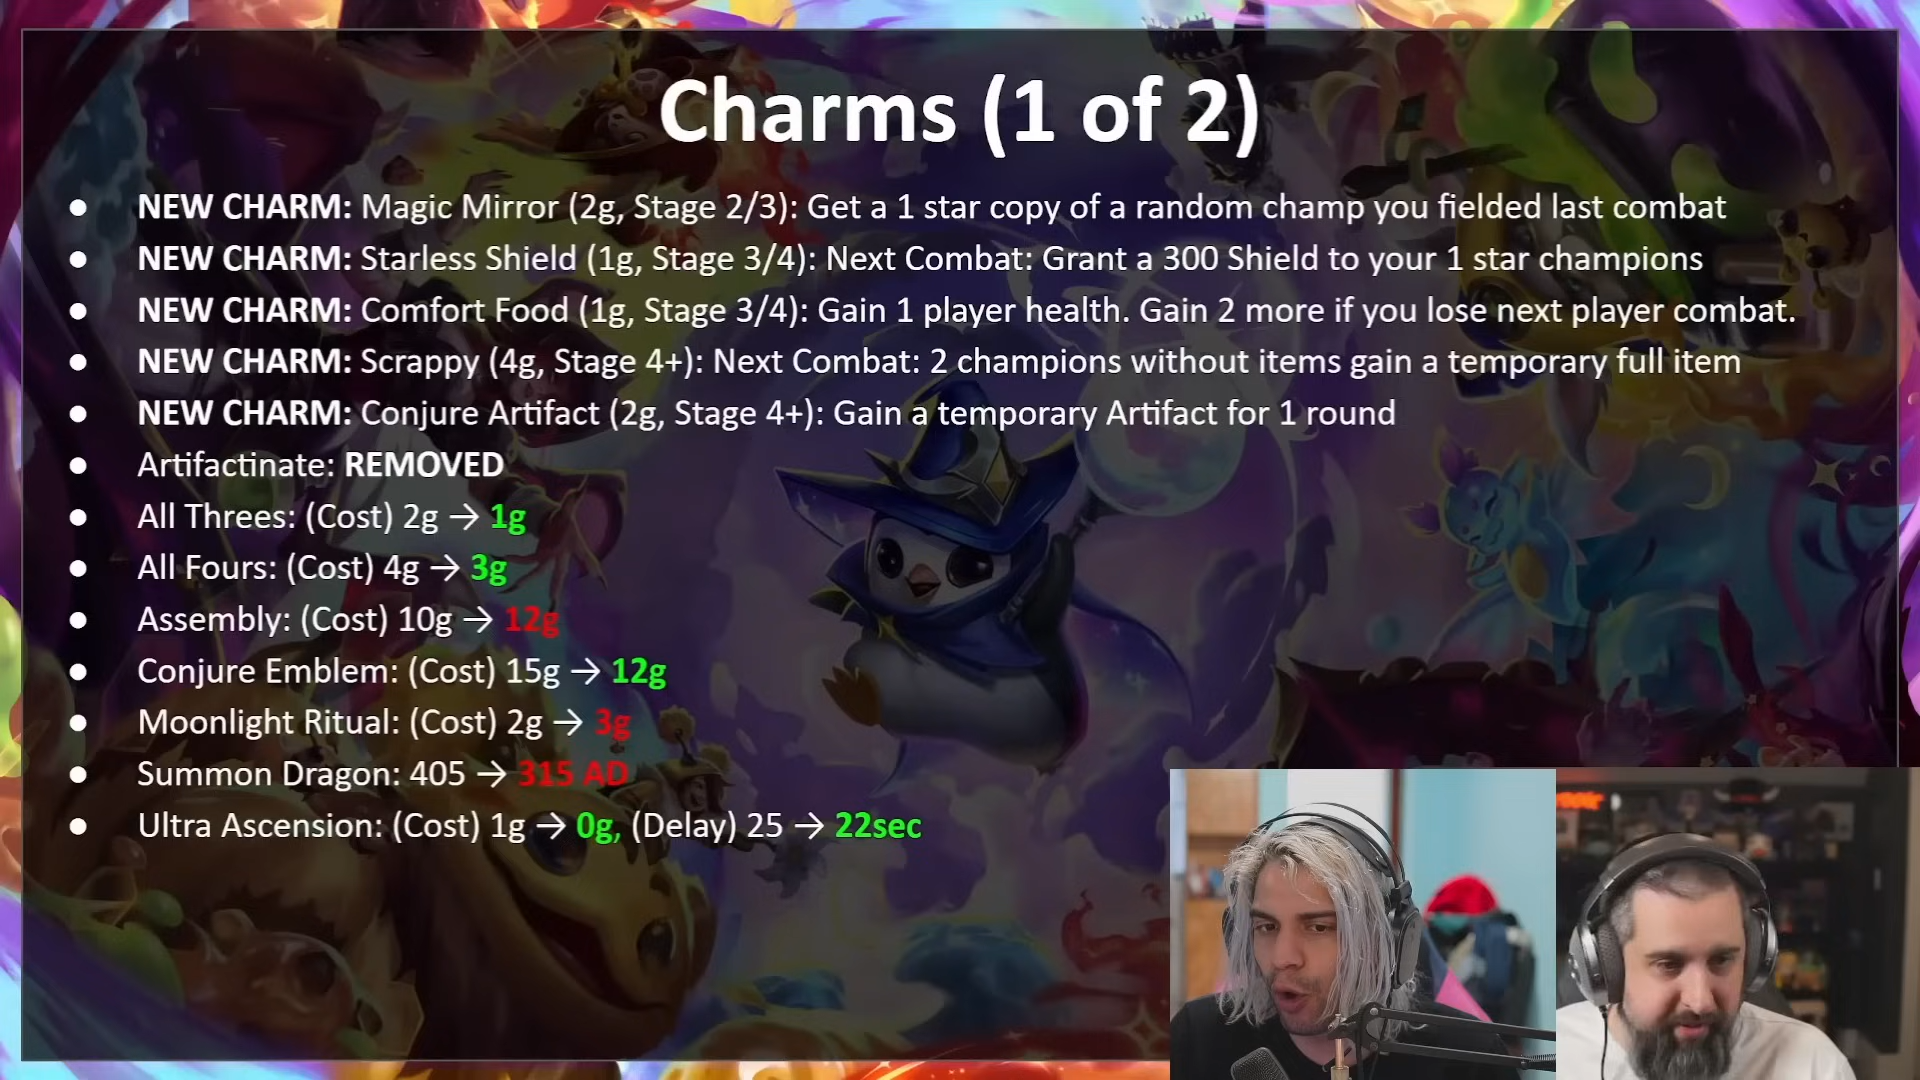 Charms (1 of 2)
● NEW CHARM: Magic Mirror (2g, Stage 2/3): Get a 1 star copy of a random champ you fielded last combat
● NEW CHARM: Starless Shield (1g, Stage 3/4): Next Combat: Grant a 300 Shield to your 1 star champions
● NEW CHARM: Comfort Food (1g, Stage 3/4): Gain 1 player health. Gain 2 more if you lose next player combat.
● NEW CHARM: Scrappy (4g, Stage 4+): Next Combat: 2 champions without items gain a temporary full item
● NEW CHARM: Conjure Artifact (2g, Stage 4+): Gain a temporary Artifact for 1 round
● Artifactinate: REMOVED
● All Threes: (Cost) 2g → 1g
● All Fours: (Cost) 4g → 3g
● Assembly: (Cost) 10g → 12g
● Conjure Emblem: (Cost) 15g → 12g
● Moonlight Ritual: (Cost) 2g → 3g
● Summon Dragon: 405 → 315 AD
● Ultra Ascension: (Cost) 1g → 0g, (Delay) 25 → 22sec